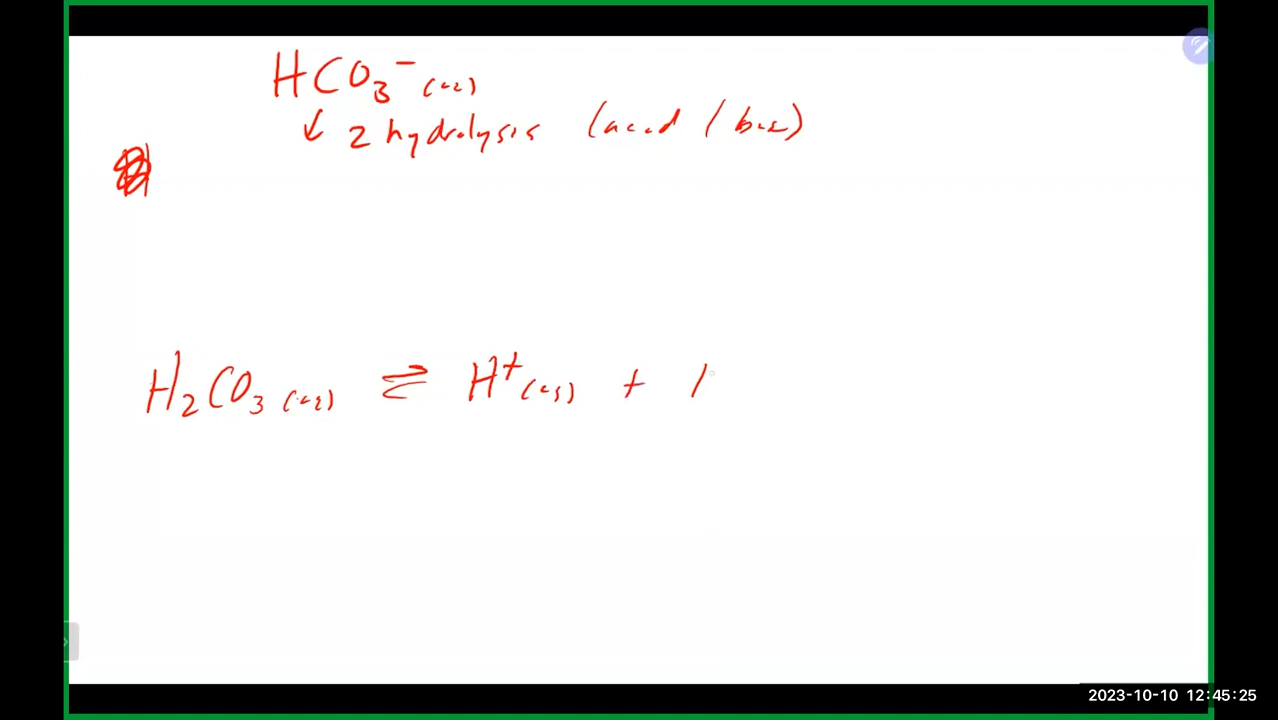 HCO₃⁻(aq)
↓ 2 hydrolysis (acid / base)
H₂CO₃(aq) ⇌ H⁺(aq) +
2023-10-10 12:45:25